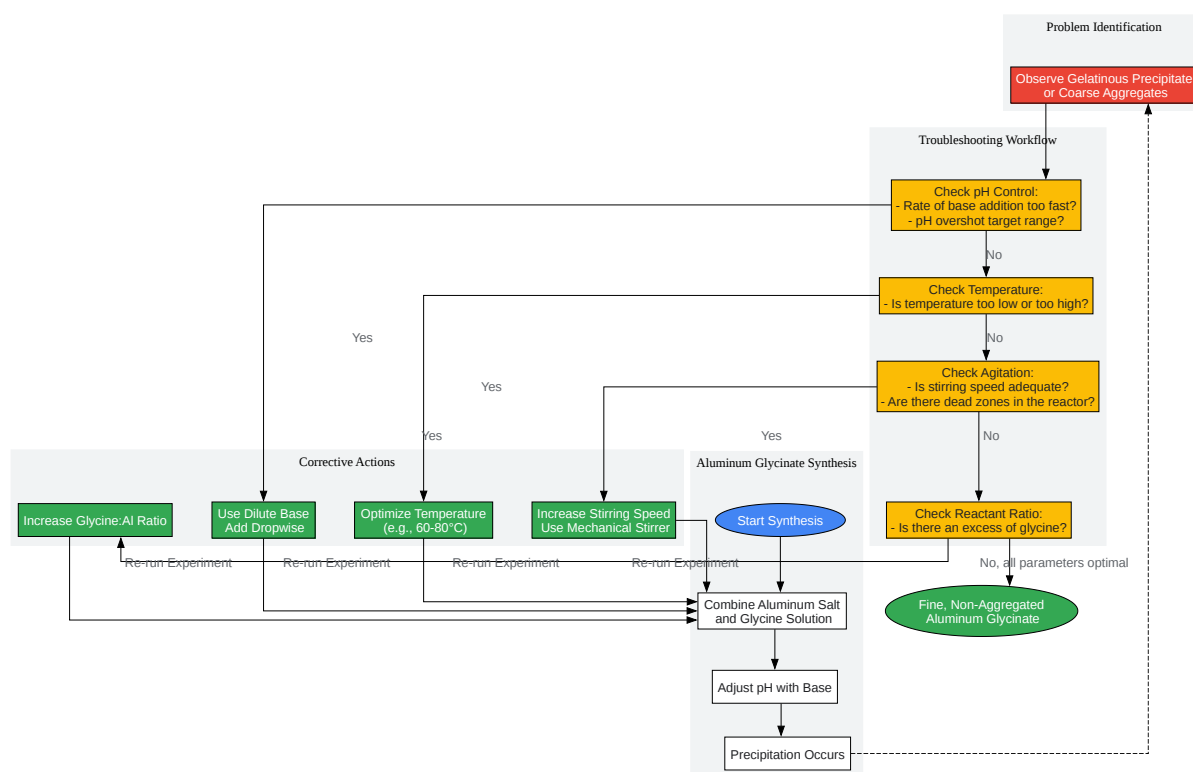 Problem Identification
Observe Gelatinous Precipitate
or Coarse Aggregates
Troubleshooting Workflow
Check pH Control:
- Rate of base addition too fast?
- pH overshot target range?
No
Check Temperature:
- Is temperature too low or too high?
Yes
No
Check Agitation:
- Is stirring speed adequate?
- Are there dead zones in the reactor?
Yes
Yes
Yes
No
Corrective Actions
Aluminum Glycinate Synthesis
Increase Glycine:Al Ratio
Use Dilute Base
Add Dropwise
Optimize Temperature
(e.g., 60-80°C)
Increase Stirring Speed
Use Mechanical Stirrer
Start Synthesis
Check Reactant Ratio:
- Is there an excess of glycine?
Re-run Experiment
Re-run Experiment
Re-run Experiment
Re-run Experiment
No, all parameters optimal
Combine Aluminum Salt
and Glycine Solution
Fine, Non-Aggregated
Aluminum Glycinate
Adjust pH with Base
Precipitation Occurs